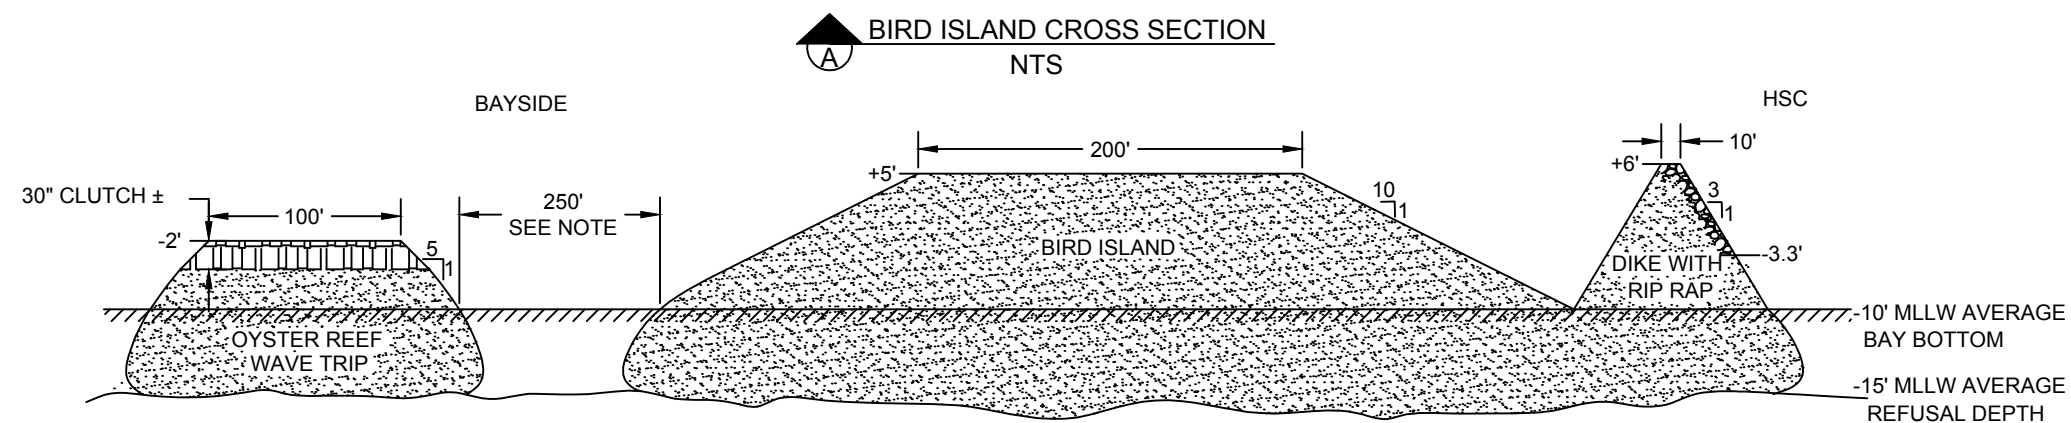 BIRD ISLAND CROSS SECTION
A
NTS
BAYSIDE
HSC
30" CLUTCH ±
100'
-2'
5
1
250'
SEE NOTE
+5'
200'
10
1
BIRD ISLAND
+6'
10'
3
1
-3.3'
DIKE WITH
RIP RAP
OYSTER REEF
WAVE TRIP
-10' MLLW AVERAGE
BAY BOTTOM
-15' MLLW AVERAGE
REFUSAL DEPTH